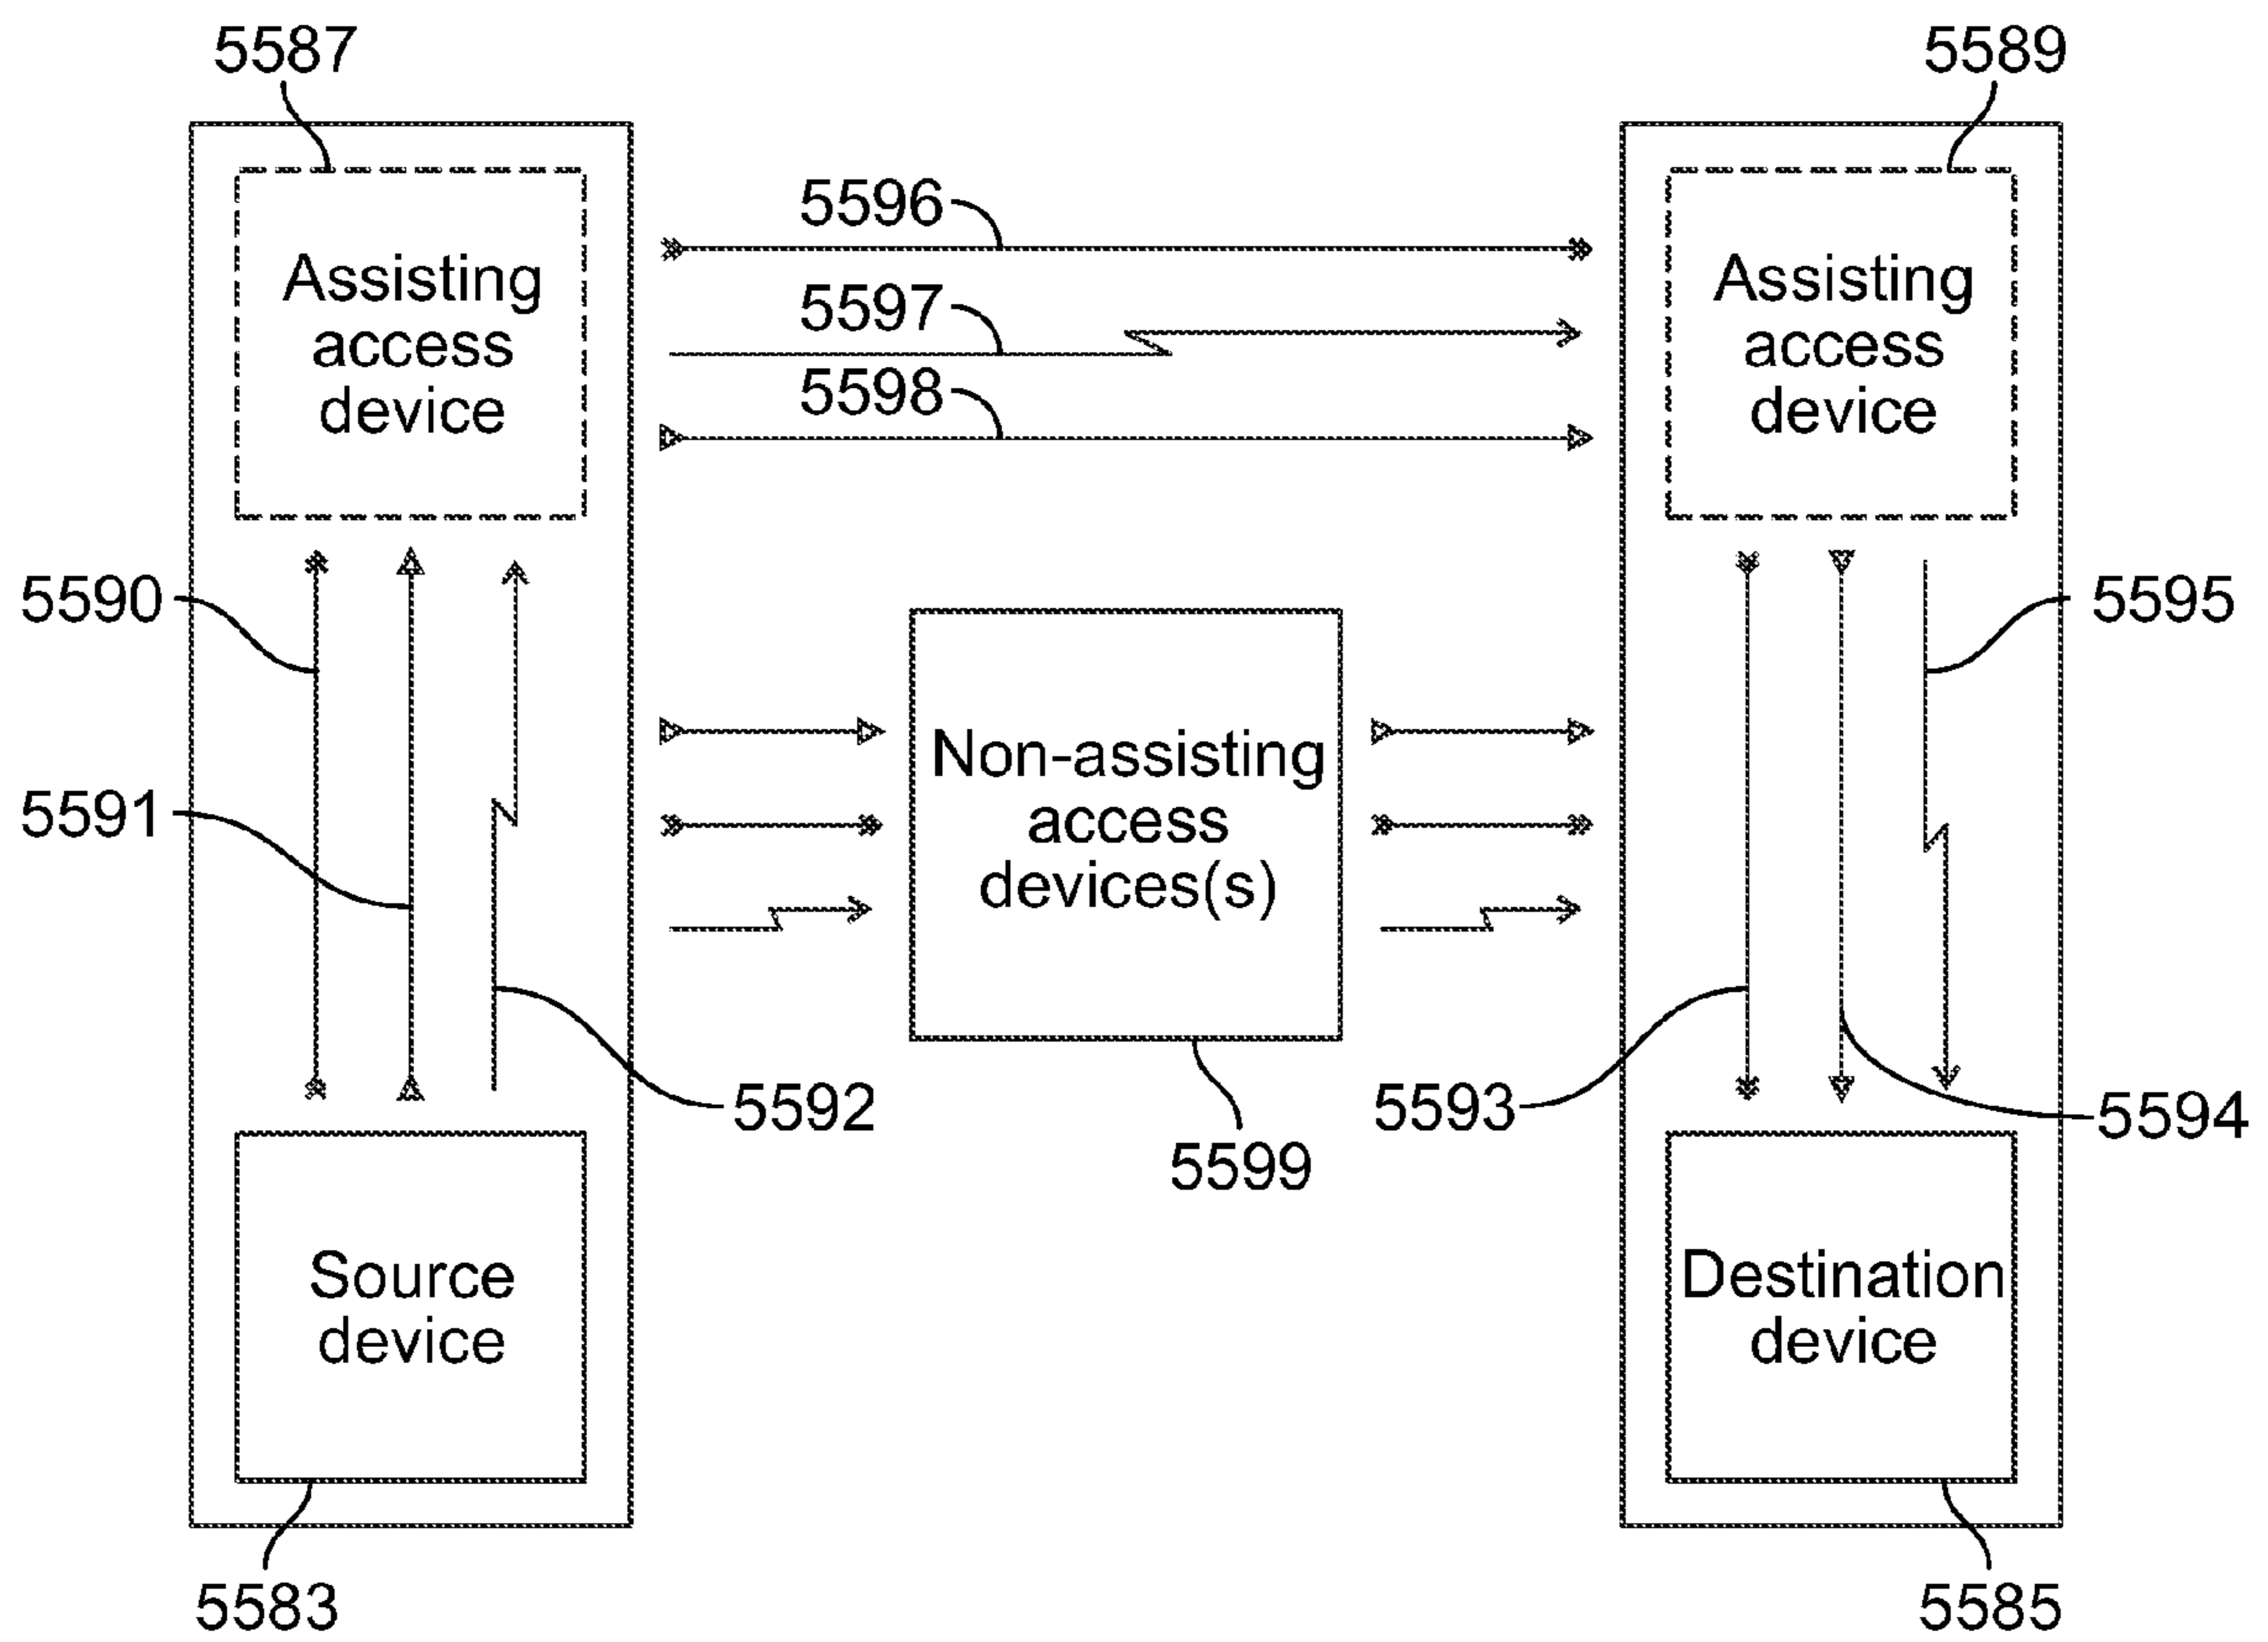 5587
5589
5596
Assisting
access
device
5597
5598
Assisting
access
device
5590
5595
Non-assisting
access
devices(s)
5591
5592
5593
5594
5599
Source
device
Destination
device
5583
5585